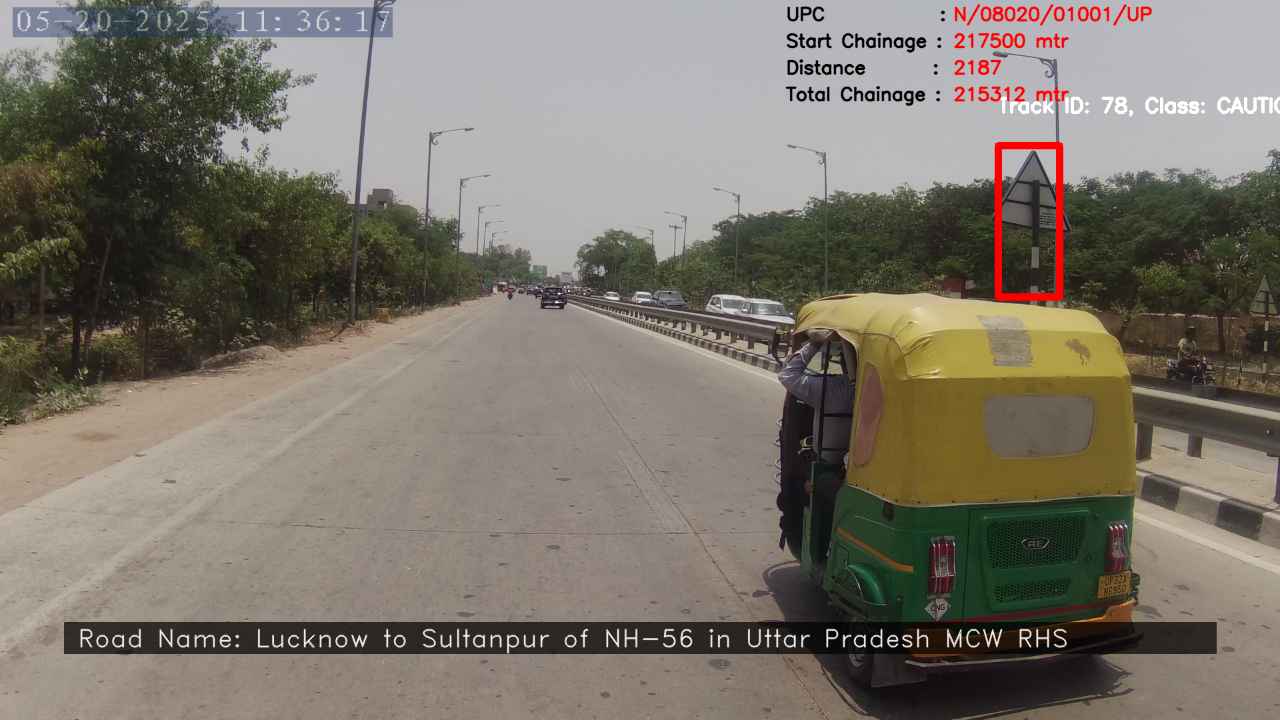 05-20-2025 11:36:17
UPC : N/08020/01001/UP
Start Chainage : 217500 mtr
Distance : 2187
Total Chainage : 215312 mtr
Track ID: 78, Class: CAUTIO
RE
CNG
Road Name: Lucknow to Sultanpur of NH-56 in Uttar Pradesh MCW RHS